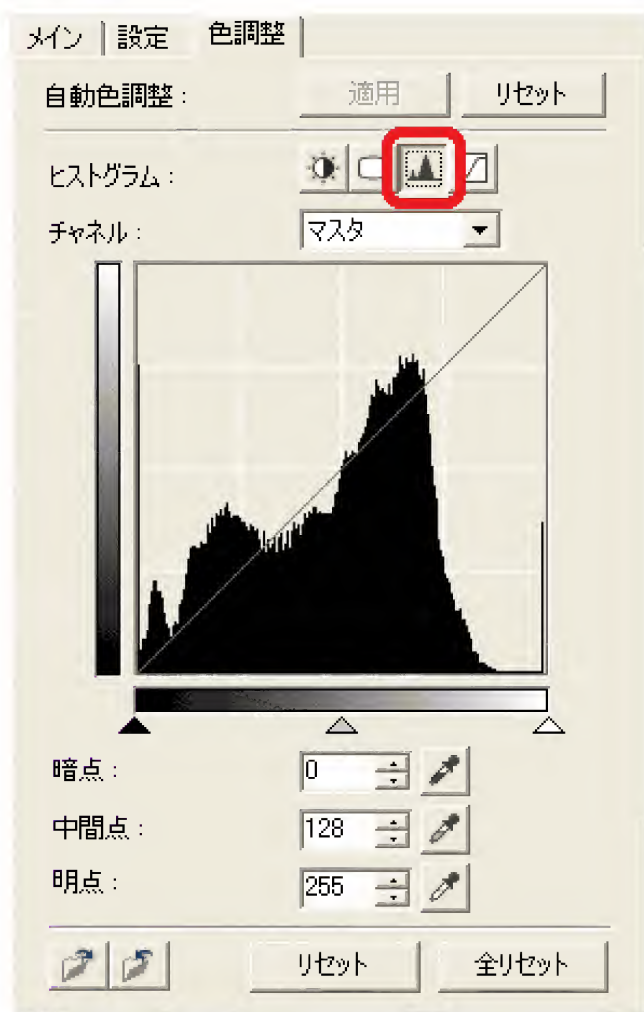 メイン 設定 色調整
自動色調整： 適用 リセット
ヒストグラム：
チャネル： マスタ
暗点： 0
中間点： 128
明点： 255
リセット 全リセット